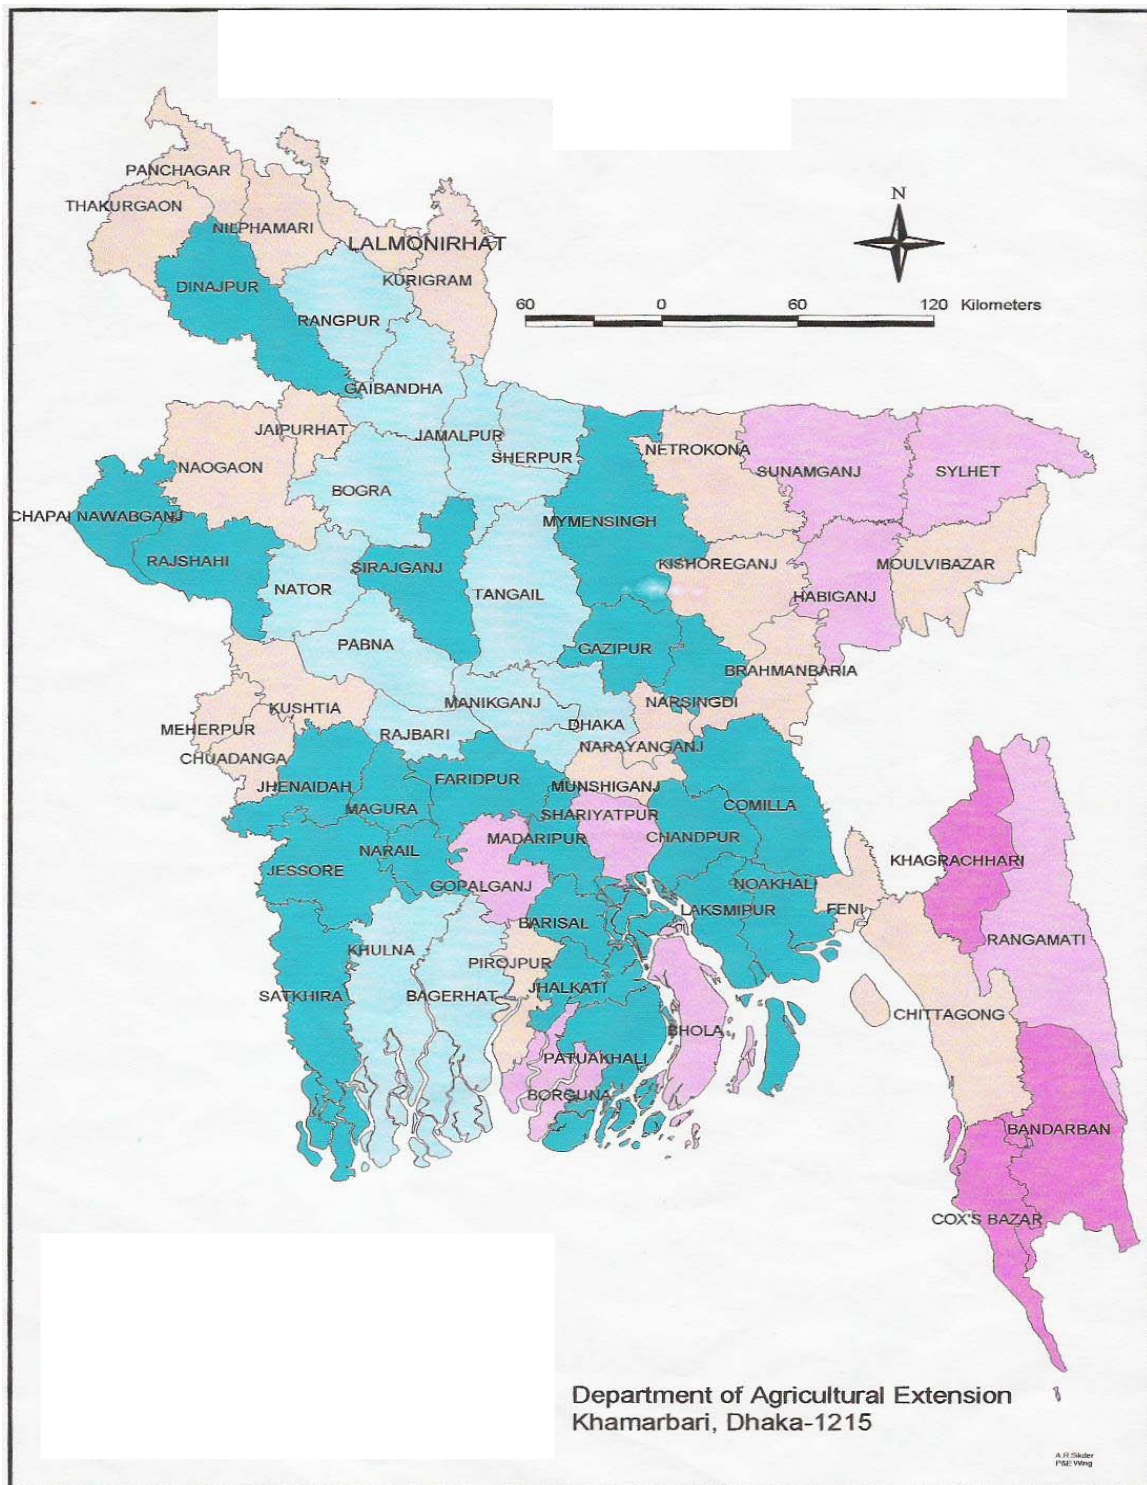 PANCHAGAR
THAKURGAON
N
NILPHAMARI
LALMONIRHAT
DINAJPUR
KURIGRAM
60 0 60 120 Kilometers
RANGPUR
GAIBANDHA
JAIPURHAT
JAMALPUR
NETROKONA
SHERPUR
NAOGAON
SUNAMGANJ
SYLHET
BOGRA
CHAPAI NAWABGANJ
MYMENSINGH
RAJSHAHI
SIRAJGANJ
KISHOREGANJ
MOULVIBAZAR
NATOR
TANGAIL
HABIGANJ
PABNA
GAZIPUR
BRAHMANBARIA
KUSHTIA
MANIKGANJ
NARSINGDI
MEHERPUR
RAJBARI
DHAKA
CHUADANGA
NARAYANGANJ
JHENAIDAH
FARIDPUR
MUNSHIGANJ
MAGURA
SHARIYATPUR
COMILLA
MADARIPUR
CHANDPUR
NARAIL
KHAGRACHHARI
JESSORE
GOPALGANJ
NOAKHALI
BARISAL
LAKSMIPUR
FENI
KHULNA
RANGAMATI
PIROJPUR
SATKHIRA
BAGERHAT
JHALKATI
CHITTAGONG
BHOLA
PATUAKHALI
BORGUNA
BANDARBAN
COX'S BAZAR
Department of Agricultural Extension
Khamarbari, Dhaka-1215
A.R.Sikder
P&E Wing